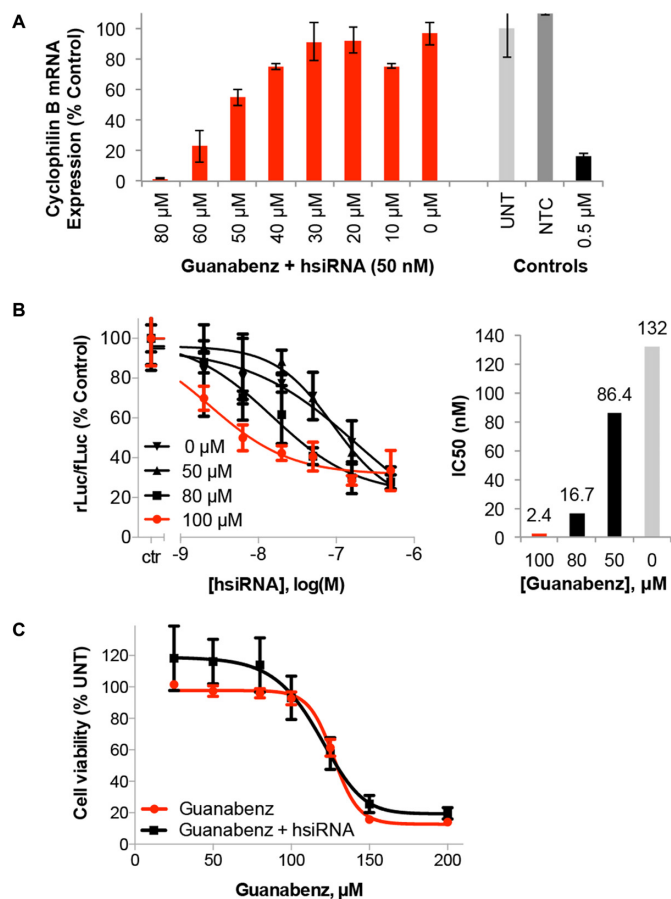 A
Cyclophilin B mRNA
Expression (% Control)
100
80
60
40
20
0
80 µM
60 µM
50 µM
40 µM
30 µM
20 µM
10 µM
0 µM
UNT
NTC
0.5 µM
Guanabenz + hsiRNA (50 nM)
Controls
B
rLuc/fLuc (% Control)
100
80
60
40
20
0
0 µM
50 µM
80 µM
100 µM
ctr
-9
-8
-7
-6
[hsiRNA], log(M)
IC50 (nM)
140
120
100
80
60
40
20
0
2.4
16.7
86.4
132
100
80
50
0
[Guanabenz], µM
C
Cell viability (% UNT)
120
100
80
60
40
20
0
Guanabenz
Guanabenz + hsiRNA
0
50
100
150
200
Guanabenz, µM